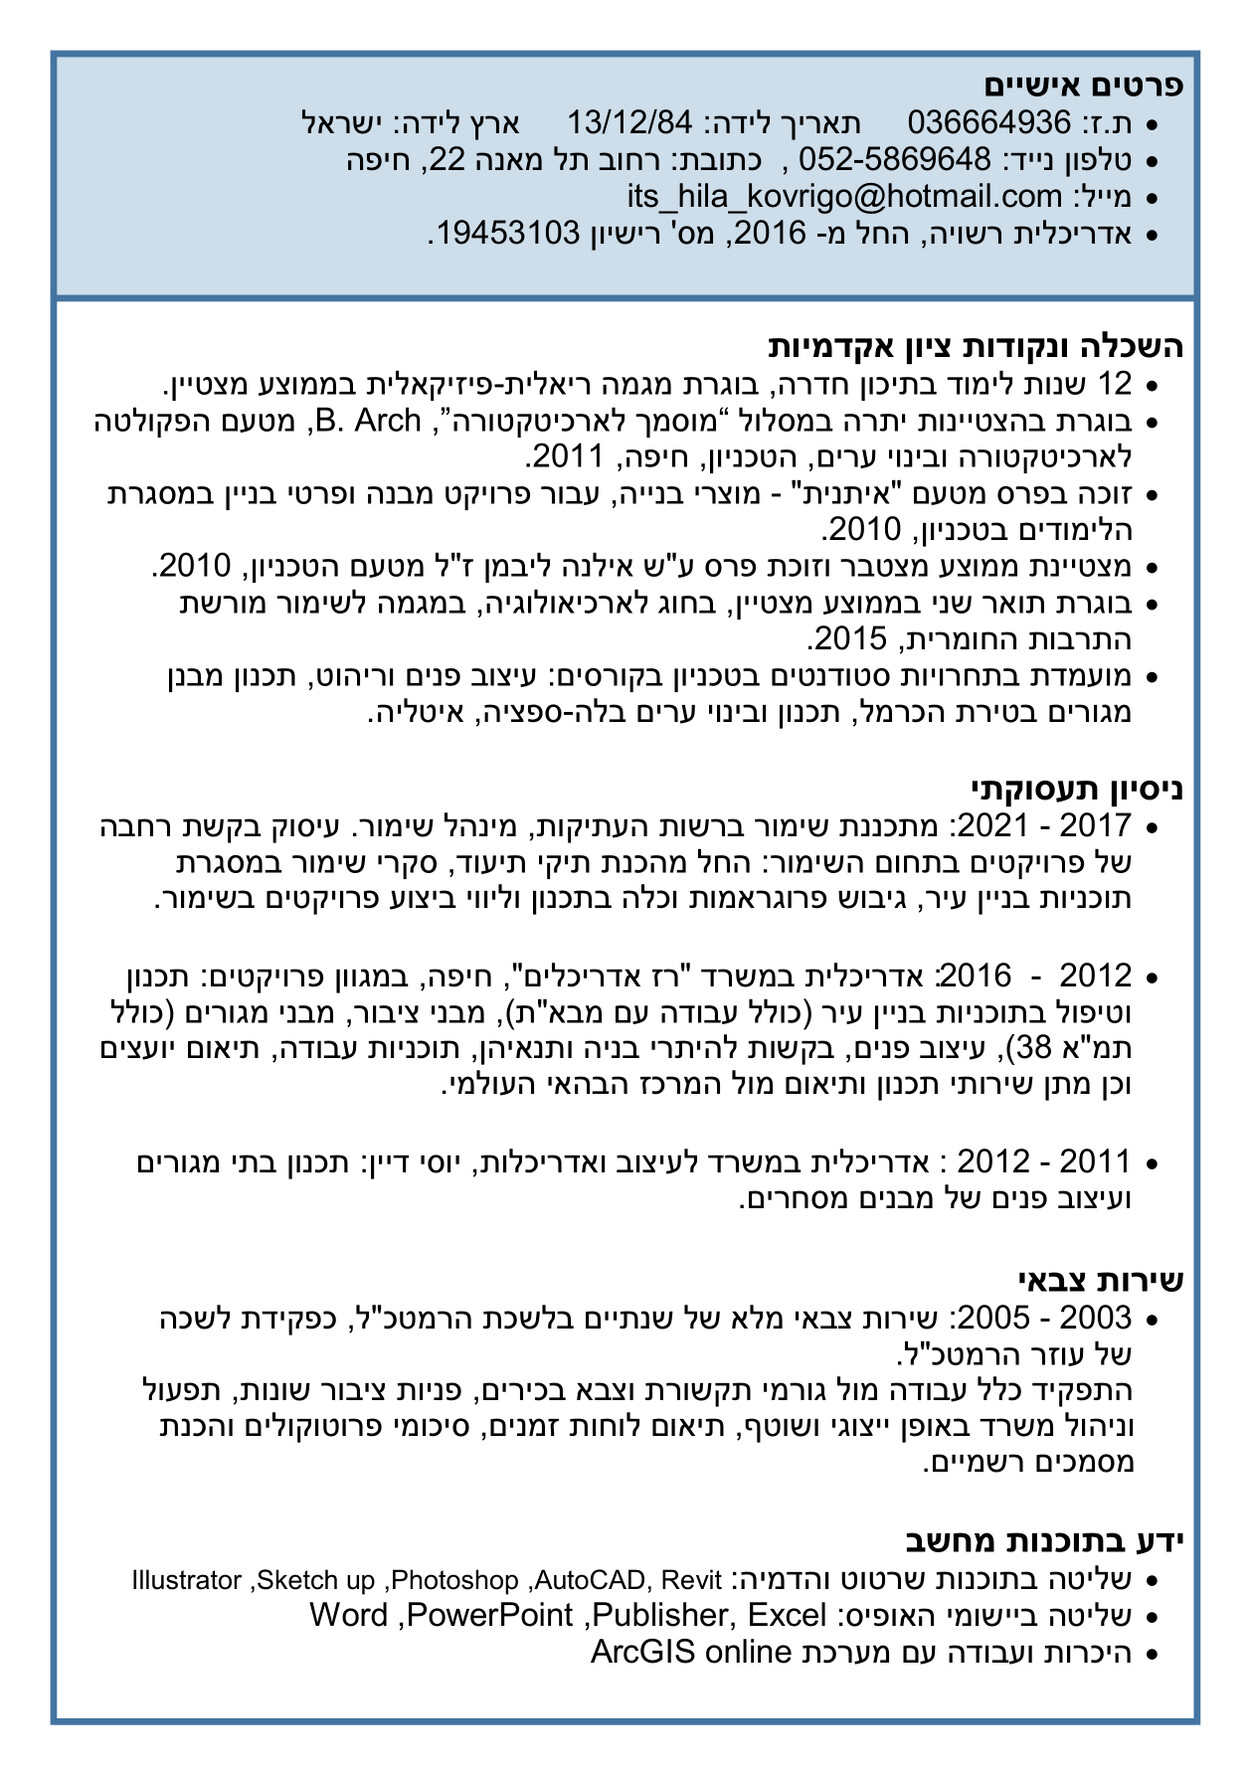 פרטים אישיים
• ת.ז: 036664936 תאריך לידה: 13/12/84 ארץ לידה: ישראל
• טלפון נייד: 052-5869648 , כתובת: רחוב תל מאנה 22, חיפה
• מייל: its_hila_kovrigo@hotmail.com
• אדריכלית רשויה, החל מ- 2016, מס' רישיון 19453103.
השכלה ונקודות ציון אקדמיות
• 12 שנות לימוד בתיכון חדרה, בוגרת מגמה ריאלית-פיזיקאלית בממוצע מצטיין.
• בוגרת בהצטיינות יתרה במסלול “מוסמך לארכיטקטורה”, B. Arch, מטעם הפקולטה
לארכיטקטורה ובינוי ערים, הטכניון, חיפה, 2011.
• זוכה בפרס מטעם "איתנית" - מוצרי בנייה, עבור פרויקט מבנה ופרטי בניין במסגרת
הלימודים בטכניון, 2010.
• מצטיינת ממוצע מצטבר וזוכת פרס ע"ש אילנה ליבמן ז"ל מטעם הטכניון, 2010.
• בוגרת תואר שני בממוצע מצטיין, בחוג לארכיאולוגיה, במגמה לשימור מורשת
התרבות החומרית, 2015.
• מועמדת בתחרויות סטודנטים בטכניון בקורסים: עיצוב פנים וריהוט, תכנון מבנן
מגורים בטירת הכרמל, תכנון ובינוי ערים בלה-ספציה, איטליה.
ניסיון תעסוקתי
• 2017 - 2021: מתכננת שימור ברשות העתיקות, מינהל שימור. עיסוק בקשת רחבה
של פרויקטים בתחום השימור: החל מהכנת תיקי תיעוד, סקרי שימור במסגרת
תוכניות בניין עיר, גיבוש פרוגראמות וכלה בתכנון וליווי ביצוע פרויקטים בשימור.
• 2012 - 2016: אדריכלית במשרד "רז אדריכלים", חיפה, במגוון פרויקטים: תכנון
וטיפול בתוכניות בניין עיר (כולל עבודה עם מבא"ת), מבני ציבור, מבני מגורים (כולל
תמ"א 38), עיצוב פנים, בקשות להיתרי בניה ותנאיהן, תוכניות עבודה, תיאום יועצים
וכן מתן שירותי תכנון ותיאום מול המרכז הבהאי העולמי.
• 2011 - 2012 : אדריכלית במשרד לעיצוב ואדריכלות, יוסי דיין: תכנון בתי מגורים
ועיצוב פנים של מבנים מסחרים.
שירות צבאי
• 2003 - 2005: שירות צבאי מלא של שנתיים בלשכת הרמטכ"ל, כפקידת לשכה
של עוזר הרמטכ"ל.
התפקיד כלל עבודה מול גורמי תקשורת וצבא בכירים, פניות ציבור שונות, תפעול
וניהול משרד באופן ייצוגי ושוטף, תיאום לוחות זמנים, סיכומי פרוטוקולים והכנת
מסמכים רשמיים.
ידע בתוכנות מחשב
• שליטה בתוכנות שרטוט והדמיה: AutoCAD, Revit, Photoshop, Sketch up, Illustrator
• שליטה ביישומי האופיס: Publisher, Excel, PowerPoint, Word
• היכרות ועבודה עם מערכת ArcGIS online